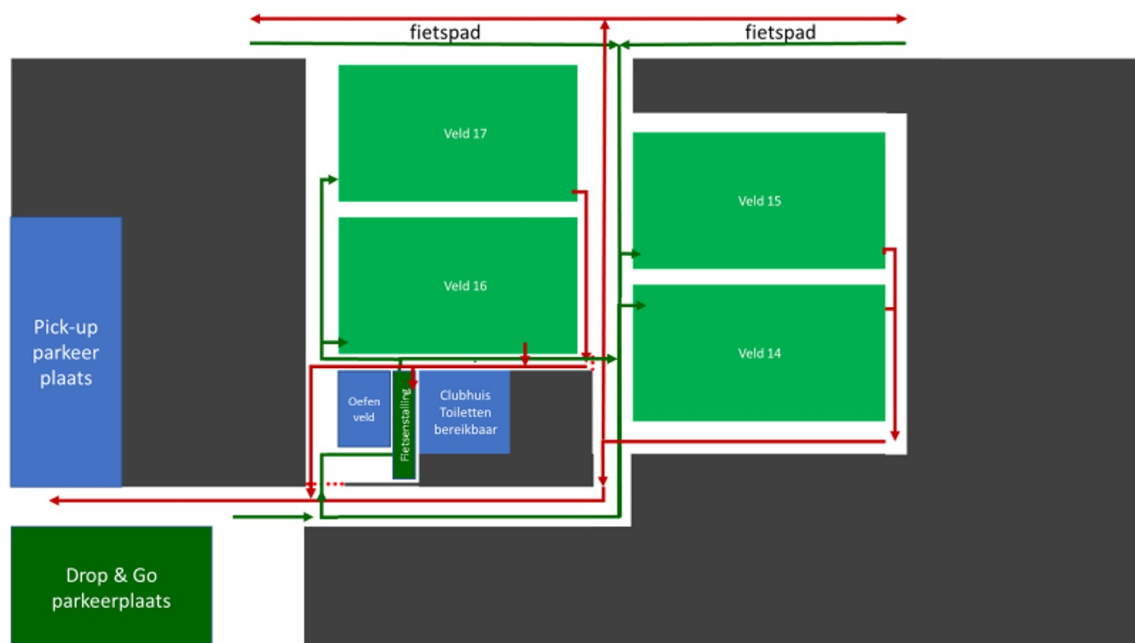 fietspad
fietspad
Veld 17
Veld 15
Veld 16
Veld 14
Pick-up
parkeer
plaats
Oefen
veld
Fietsenstalling
Clubhuis
Toiletten
bereikbaar
Drop & Go
parkeerplaats